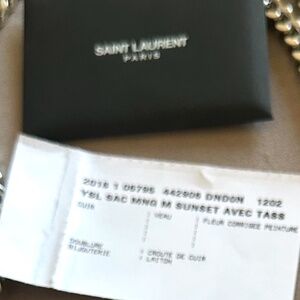 SAINT LAURENT
PARIS
2018 1 06795 442906 DND0N 1202
YSL SAC MNG M SUNSET AVEC TASS
CUIR | VEAU | FLEUR CORRIGEE PEINTURE
DOUBLURE | CROUTE DE CUIR
BIJOUTERIE | LAITON